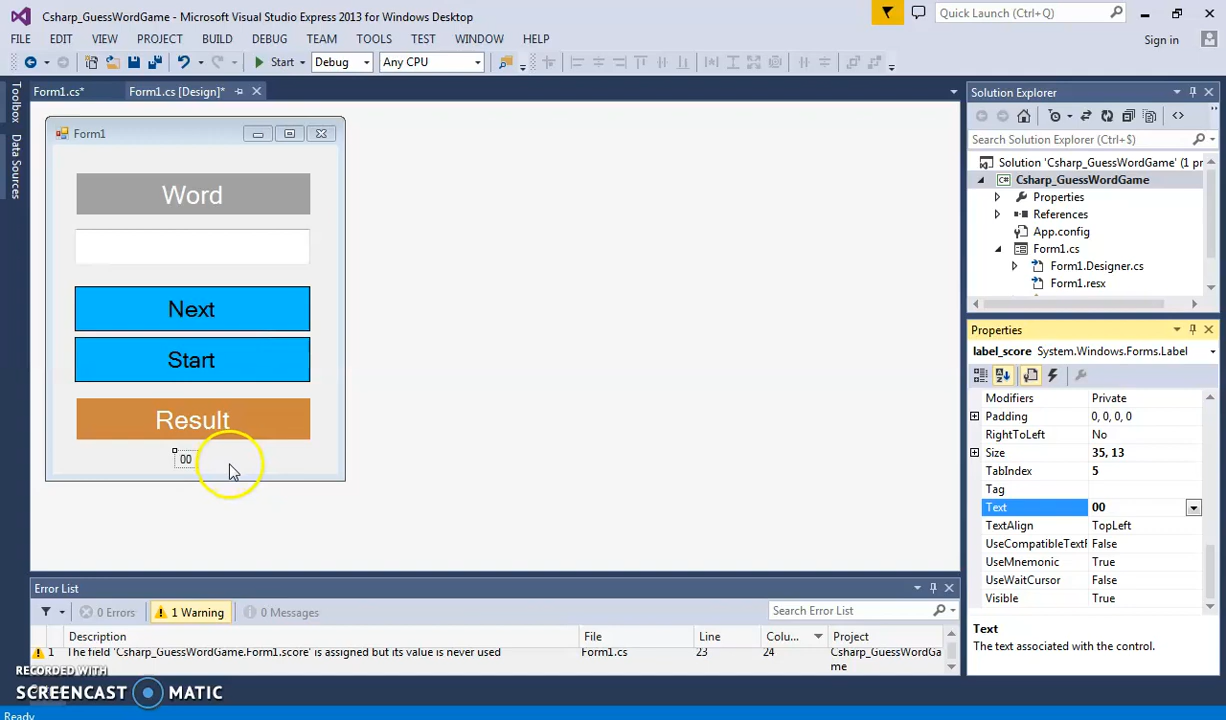 Csharp_GuessWordGame - Microsoft Visual Studio Express 2013 for Windows Desktop
Quick Launch (Ctrl+Q)
FILE EDIT VIEW PROJECT BUILD DEBUG TEAM TOOLS TEST WINDOW HELP
Sign in
Start Debug Any CPU
Toolbox
Data Sources
Form1.cs* Form1.cs [Design]*
Form1
Word
Next
Start
Result
00
Solution Explorer
Search Solution Explorer (Ctrl+$)
Solution 'Csharp_GuessWordGame' (1 pr
Csharp_GuessWordGame
Properties
References
App.config
Form1.cs
Form1.Designer.cs
Form1.resx
Properties
label_score System.Windows.Forms.Label
Modifiers Private
Padding 0, 0, 0, 0
RightToLeft No
Size 35, 13
TabIndex 5
Tag
Text 00
TextAlign TopLeft
UseCompatibleTextR False
UseMnemonic True
UseWaitCursor False
Visible True
Text
The text associated with the control.
Error List
0 Errors 1 Warning 0 Messages
Search Error List
Description File Line Colu... Project
1 The field 'Csharp_GuessWordGame.Form1.score' is assigned but its value is never used Form1.cs 23 24 Csharp_GuessWordGa
me
RECORDED WITH
SCREENCAST MATIC
Ready